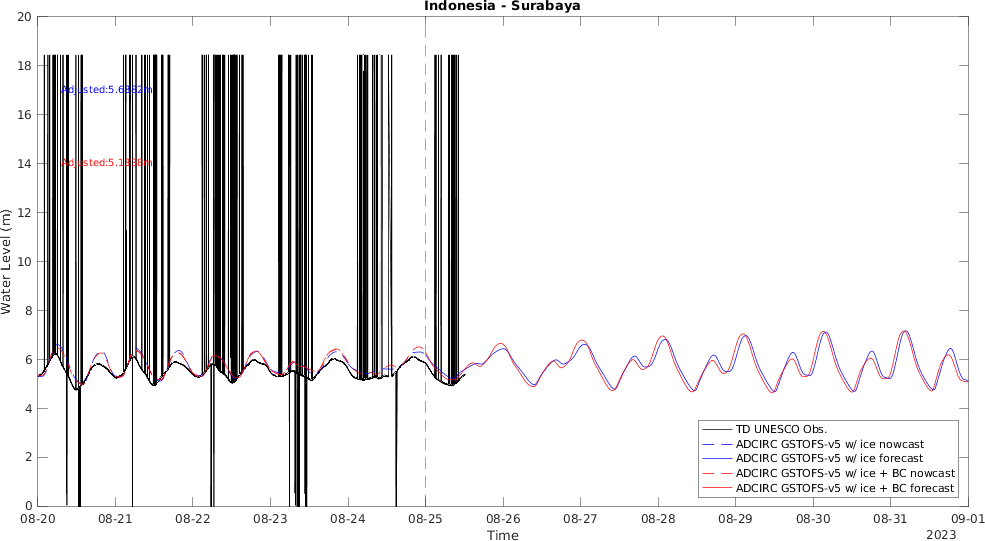 Indonesia - Surabaya
20
18
16
14
12
10
8
6
4
2
0
Water Level (m)
TD UNESCO Obs.
ADCIRC GSTOFS-v5 w/ ice nowcast
ADCIRC GSTOFS-v5 w/ ice forecast
ADCIRC GSTOFS-v5 w/ ice + BC nowcast
ADCIRC GSTOFS-v5 w/ ice + BC forecast
08-20 08-21 08-22 08-23 08-24 08-25 08-26 08-27 08-28 08-29 08-30 08-31 09-01
Time
2023